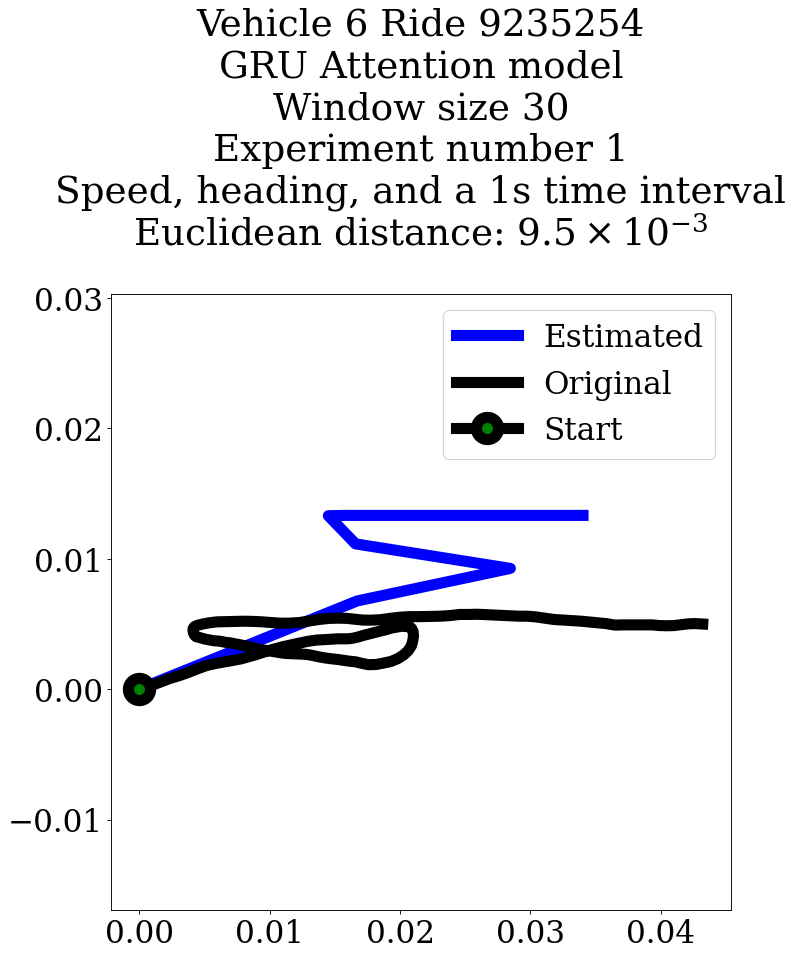 Vehicle 6 Ride 9235254
GRU Attention model
Window size 30
Experiment number 1
Speed, heading, and a 1s time interval
Euclidean distance: 9.5 × 10⁻³
0.03
0.02
0.01
0.00
−0.01
Estimated
Original
Start
0.00 0.01 0.02 0.03 0.04